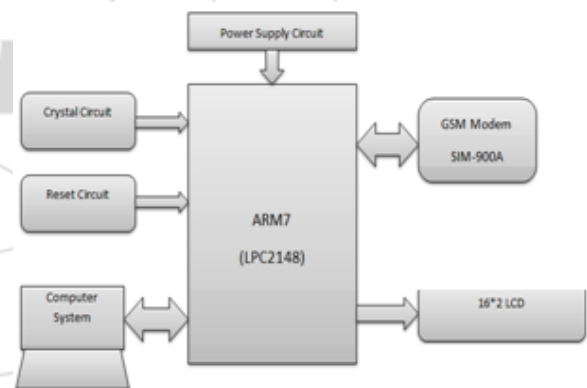 Power Supply Circuit
Crystal Circuit
GSM Modem
SIM-900A
Reset Circuit
ARM7
(LPC2148)
Computer
System
16*2 LCD